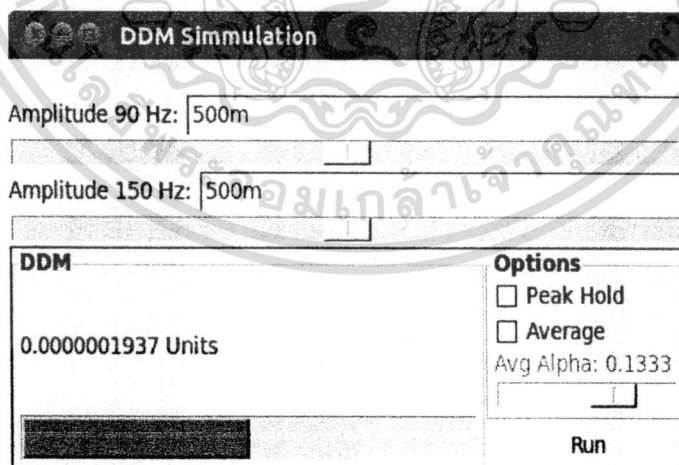 DDM Simmulation
Amplitude 90 Hz: 500m
Amplitude 150 Hz: 500m
DDM
0.0000001937 Units
Options
Peak Hold
Average
Avg Alpha: 0.1333
Run